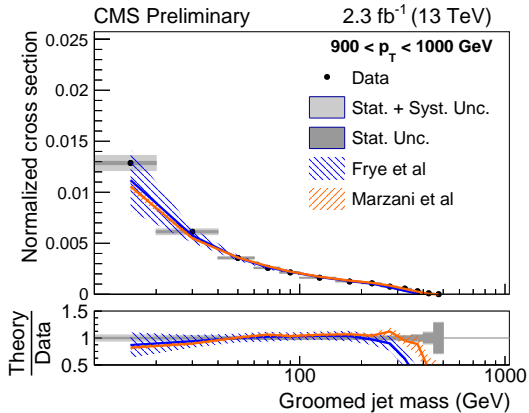 CMS Preliminary 2.3 fb⁻¹ (13 TeV)
900 < p_T < 1000 GeV
Data
Stat. + Syst. Unc.
Stat. Unc.
Frye et al
Marzani et al
Normalized cross section
0.025
0.02
0.015
0.01
0.005
0
Theory
Data
1.5
1
0.5
100
1000
Groomed jet mass (GeV)